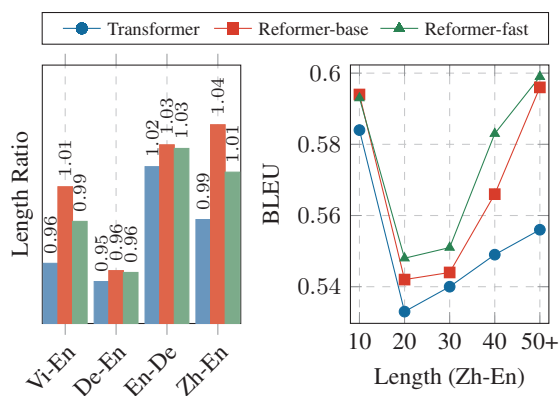 Transformer Reformer-base Reformer-fast
Length Ratio
0.96 1.01 0.99 0.95 0.96 0.96 1.02 1.03 1.03 0.99 1.04 1.01
Vi-En De-En En-De Zh-En
BLEU
0.6
0.58
0.56
0.54
10 20 30 40 50+
Length (Zh-En)